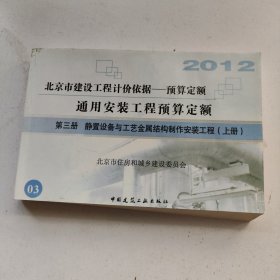 2012
北京市建设工程计价依据——预算定额
通用安装工程预算定额
第三册 静置设备与工艺金属结构制作安装工程（上册）
北京市住房和城乡建设委员会
03
中国建筑工业出版社